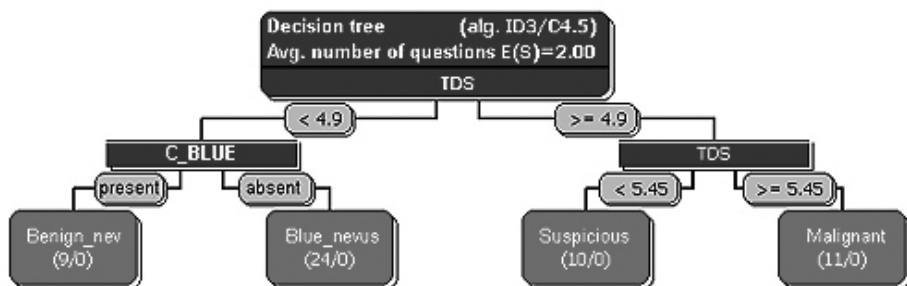 Decision tree (alg. ID3/C4.5)
Avg. number of questions E(S)=2.00
TDS
< 4.9 >= 4.9
C_BLUE TDS
present absent < 5.45 >= 5.45
Benign_nev Blue_nevus Suspicious Malignant
(9/0) (24/0) (10/0) (11/0)